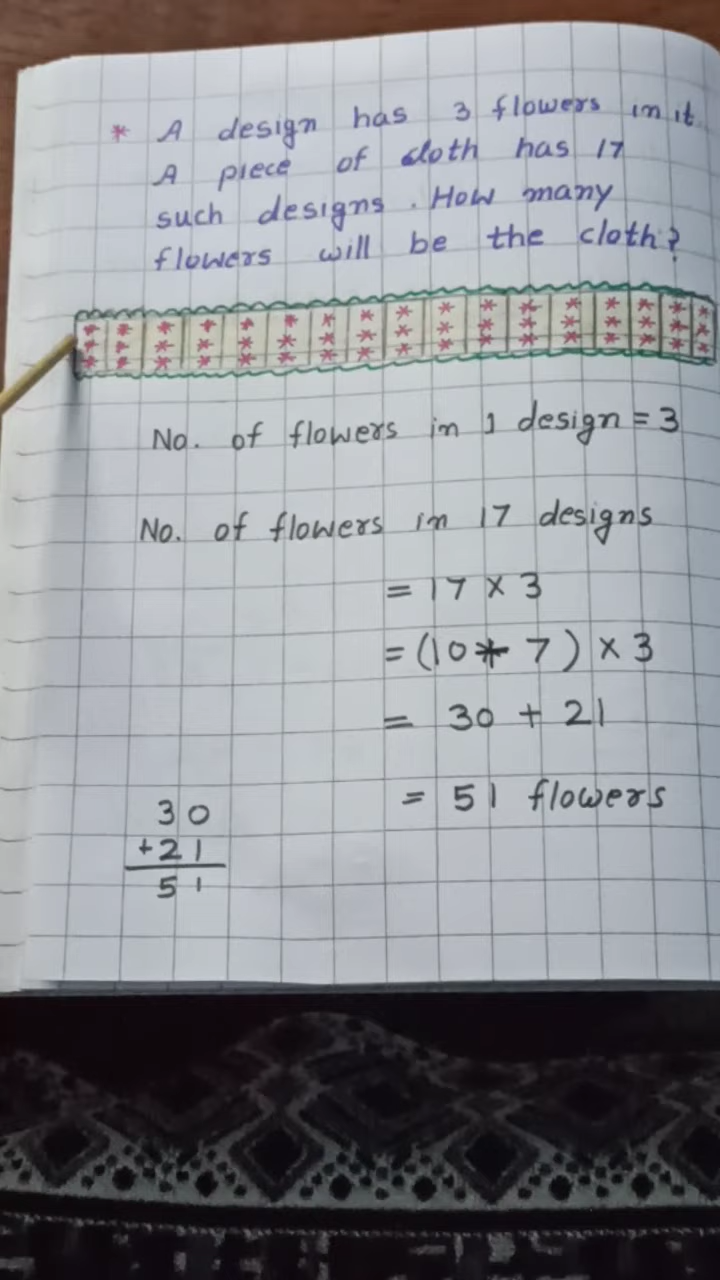 * A design has 3 flowers in it
A piece of cloth has 17
such designs. How many
flowers will be the cloth?
No. of flowers in 1 design = 3
No. of flowers in 17 designs
= 17 × 3
= (10 + 7) × 3
= 30 + 21
= 51 flowers
30
+21
51